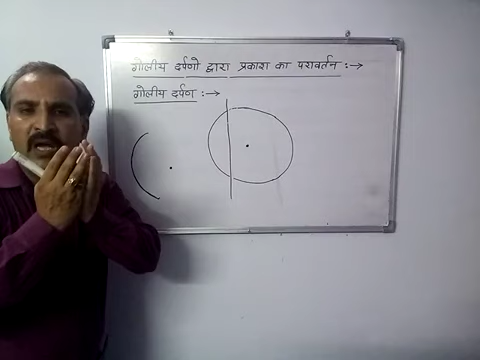 गोलीय दर्पणो द्वारा प्रकाश का परावर्तन :→
गोलीय दर्पण :→